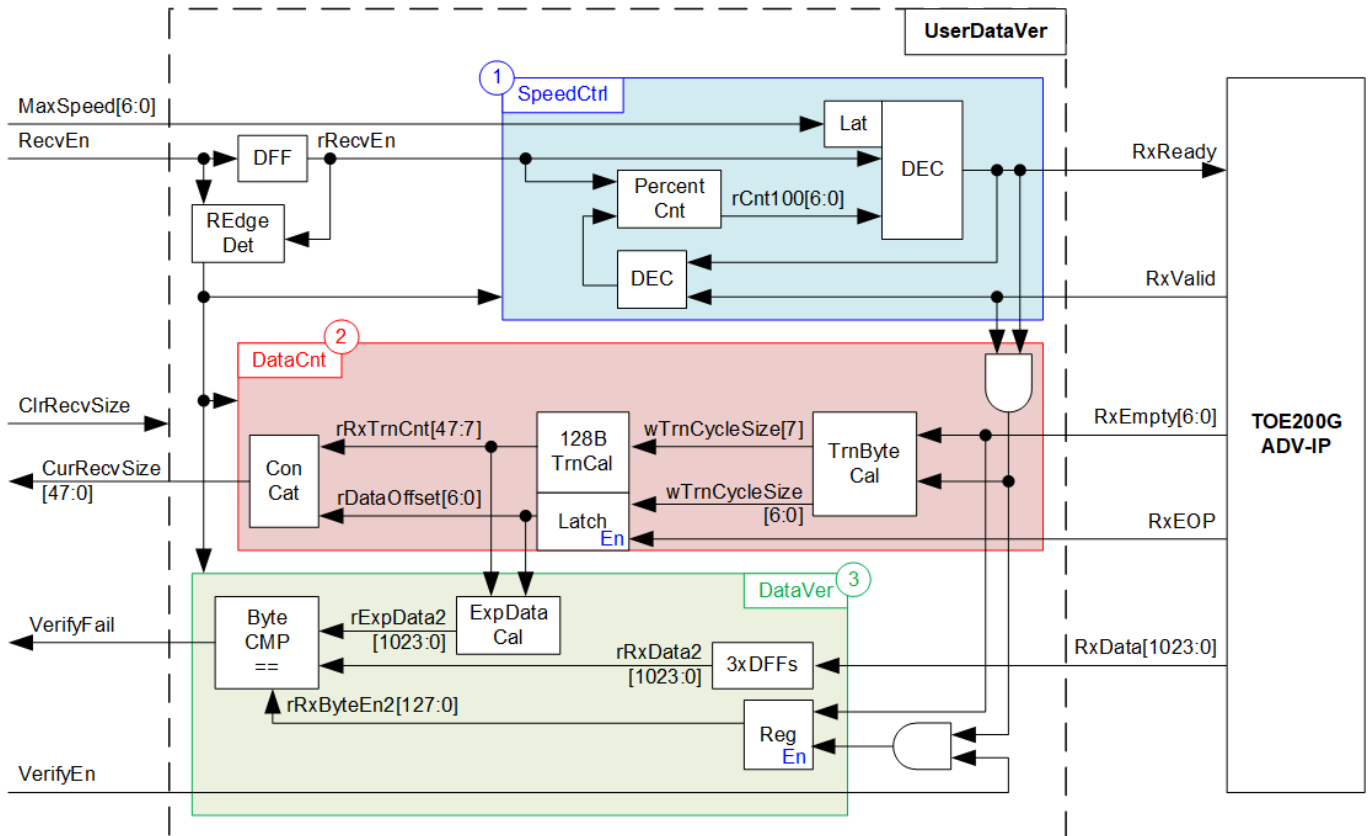 UserDataVer
1
SpeedCtrl
MaxSpeed[6:0]
RecvEn
DFF
rRecvEn
Lat
DEC
RxReady
Percent
Cnt
rCnt100[6:0]
REdge
Det
DEC
RxValid
2
DataCnt
ClrRecvSize
RxEmpty[6:0]
TOE200G
ADV-IP
rRxTrnCnt[47:7]
128B
TrnCal
wTrnCycleSize[7]
TrnByte
Cal
CurRecvSize
[47:0]
Con
Cat
rDataOffset[6:0]
Latch
En
wTrnCycleSize
[6:0]
RxEOP
3
DataVer
VerifyFail
Byte
CMP
==
rExpData2
[1023:0]
ExpData
Cal
rRxData2
[1023:0]
3xDFFs
RxData[1023:0]
rRxByteEn2[127:0]
Reg
En
VerifyEn